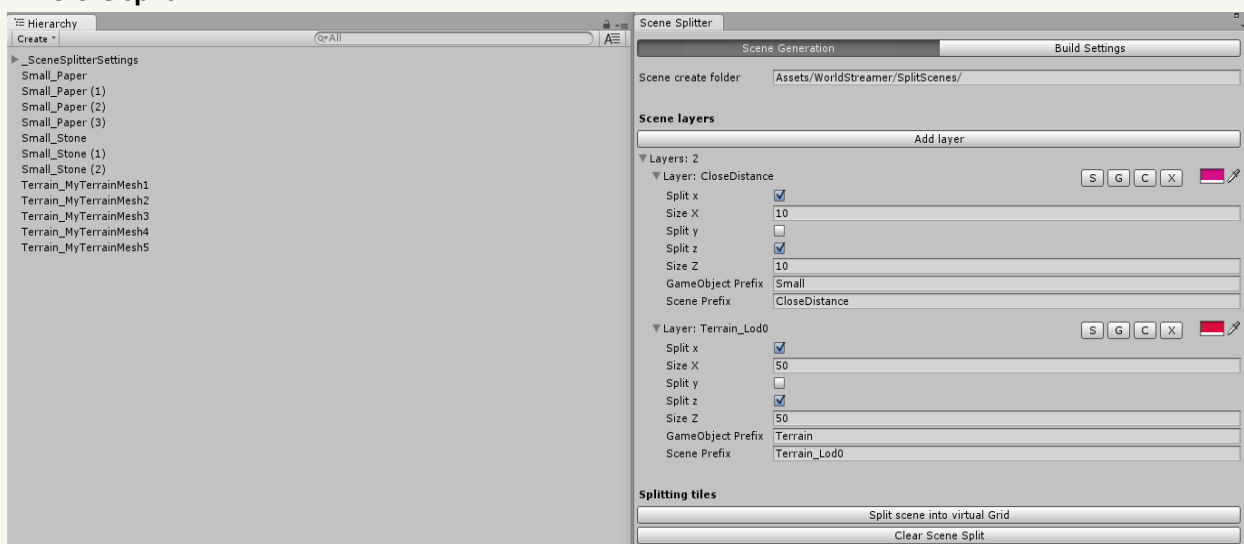 Hierarchy
Create
All
_SceneSplitterSettings
Small_Paper
Small_Paper (1)
Small_Paper (2)
Small_Paper (3)
Small_Stone
Small_Stone (1)
Small_Stone (2)
Terrain_MyTerrainMesh1
Terrain_MyTerrainMesh2
Terrain_MyTerrainMesh3
Terrain_MyTerrainMesh4
Terrain_MyTerrainMesh5
Scene Splitter
Scene Generation Build Settings
Scene create folder Assets/WorldStreamer/SplitScenes/
Scene layers
Add layer
Layers: 2
Layer: CloseDistance S G C X
Split x
Size X 10
Split y
Split z
Size Z 10
GameObject Prefix Small
Scene Prefix CloseDistance
Layer: Terrain_Lod0 S G C X
Split x
Size X 50
Split y
Split z
Size Z 50
GameObject Prefix Terrain
Scene Prefix Terrain_Lod0
Splitting tiles
Split scene into virtual Grid
Clear Scene Split